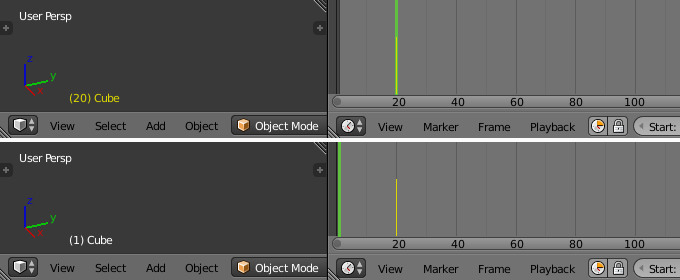 User Persp
z
y
(20) Cube
20 40 60 80 100
View Select Add Object Object Mode View Marker Frame Playback Start:
User Persp
z
y
(1) Cube
20 40 60 80 100
View Select Add Object Object Mode View Marker Frame Playback Start: